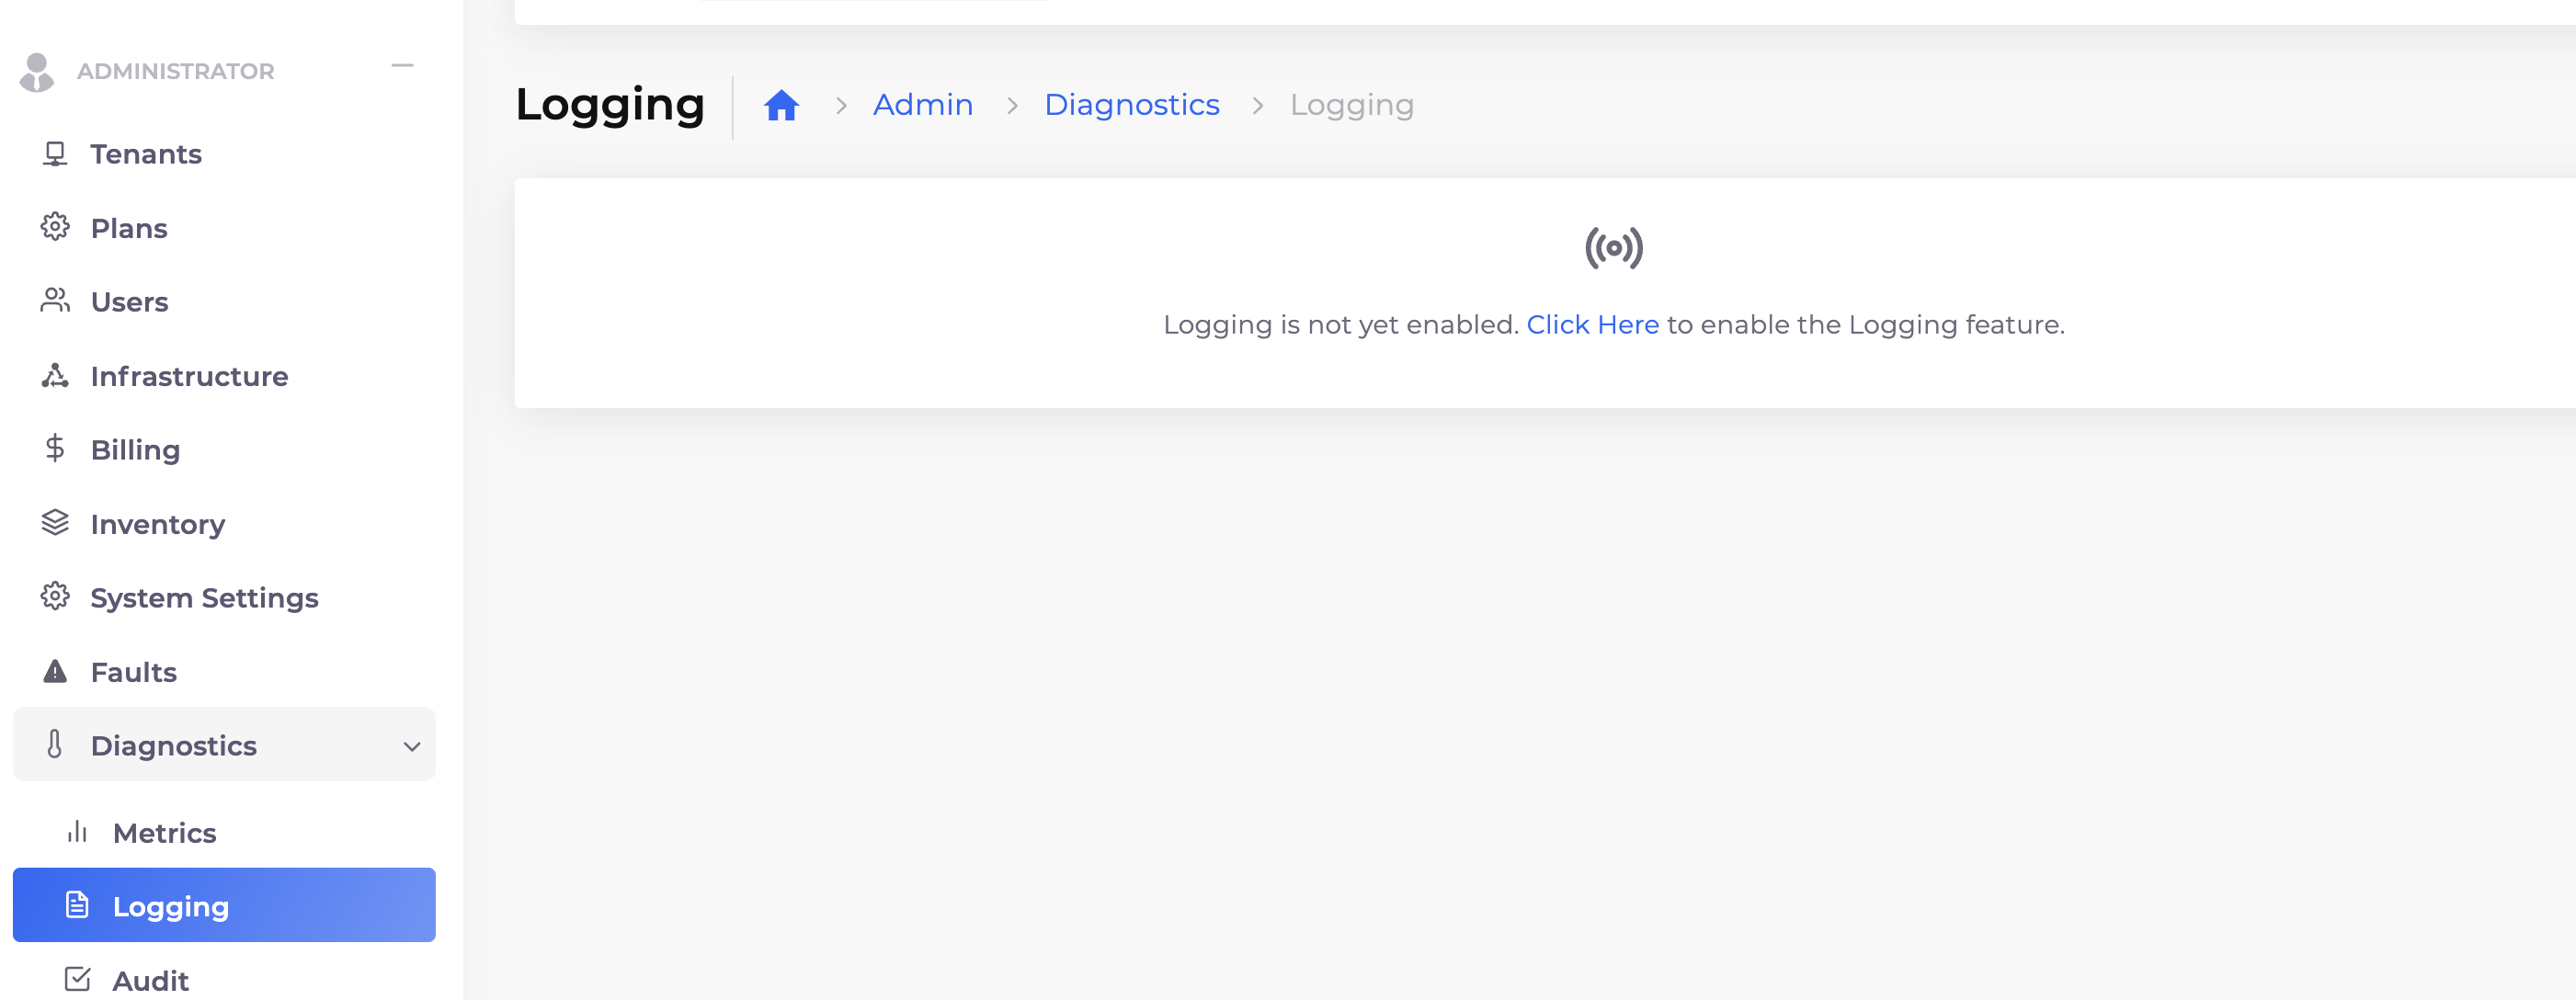 ADMINISTRATOR
Tenants
Plans
Users
Infrastructure
Billing
Inventory
System Settings
Faults
Diagnostics
Metrics
Logging
Audit
Logging
Admin > Diagnostics > Logging
Logging is not yet enabled. Click Here to enable the Logging feature.